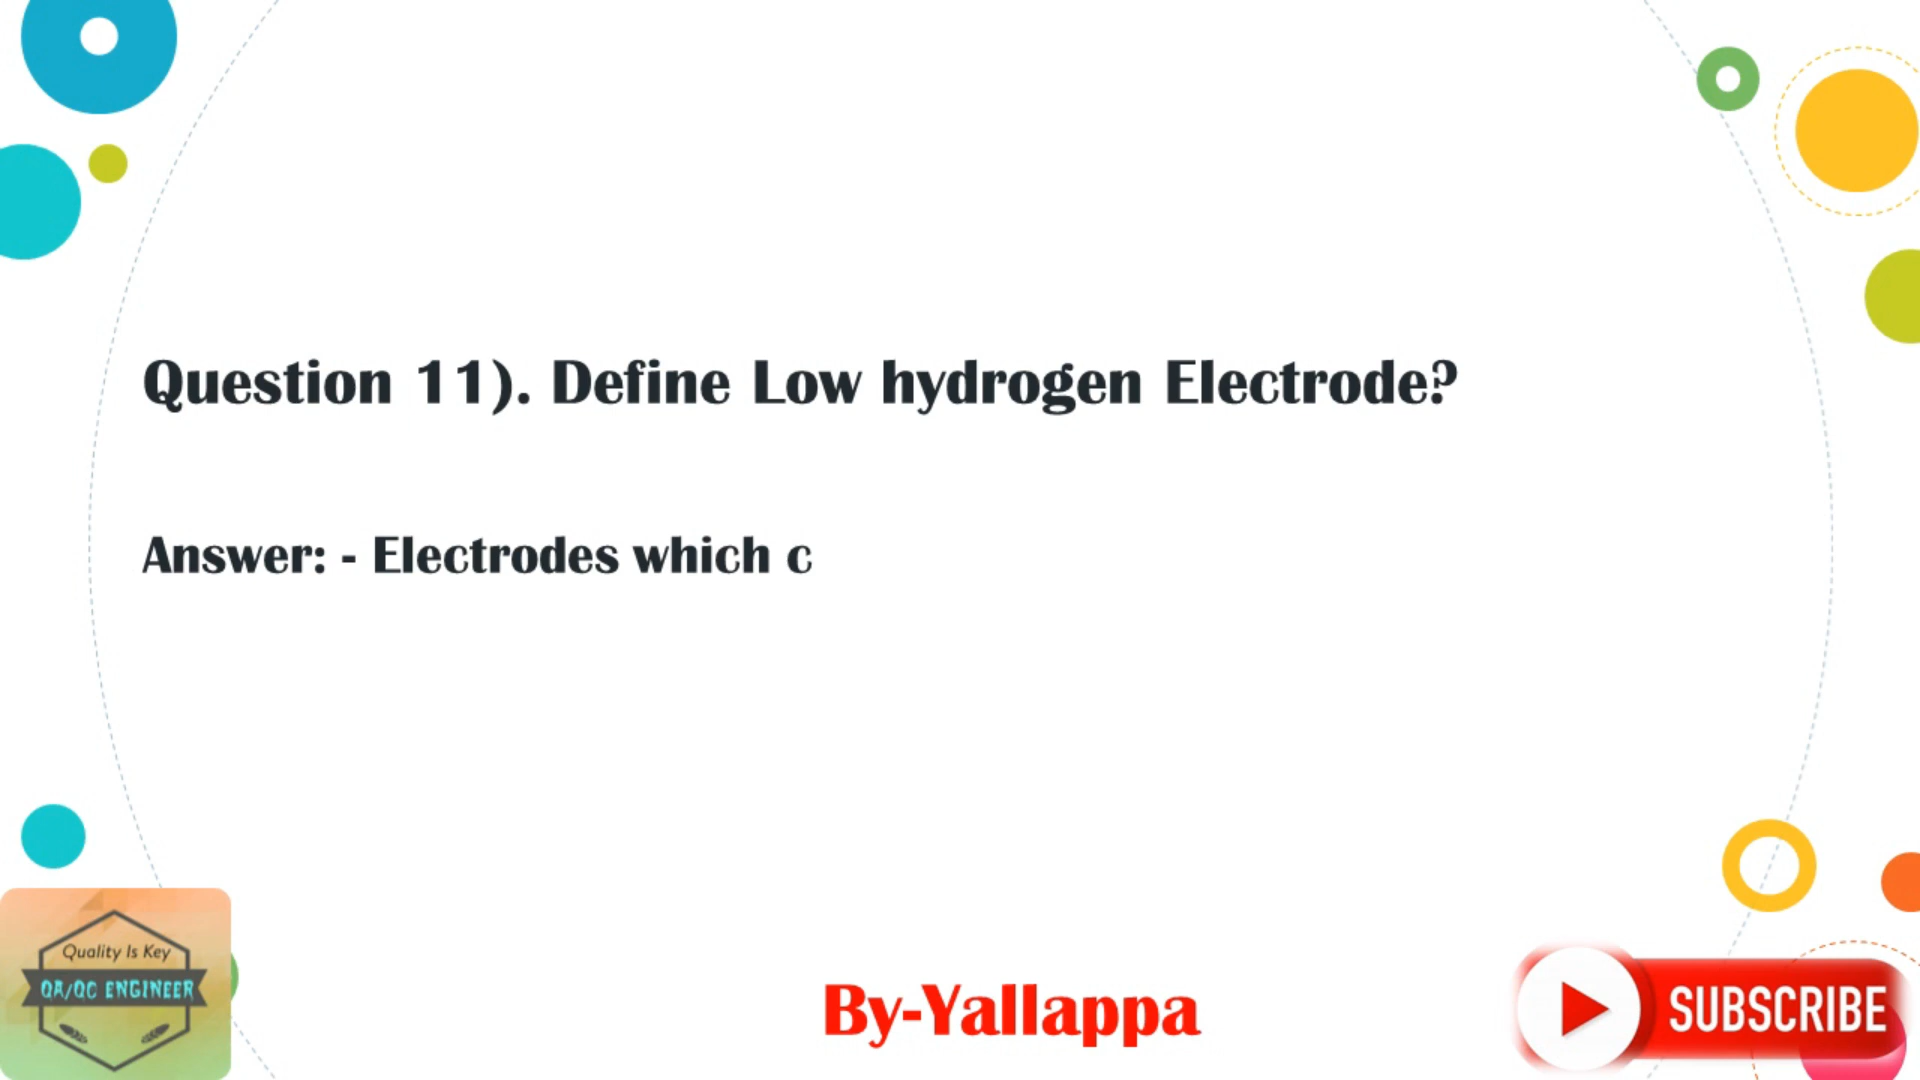 Question 11). Define Low hydrogen Electrode?
Answer: - Electrodes which c
Quality Is Key
QA/QC ENGINEER
By-Yallappa
SUBSCRIBE